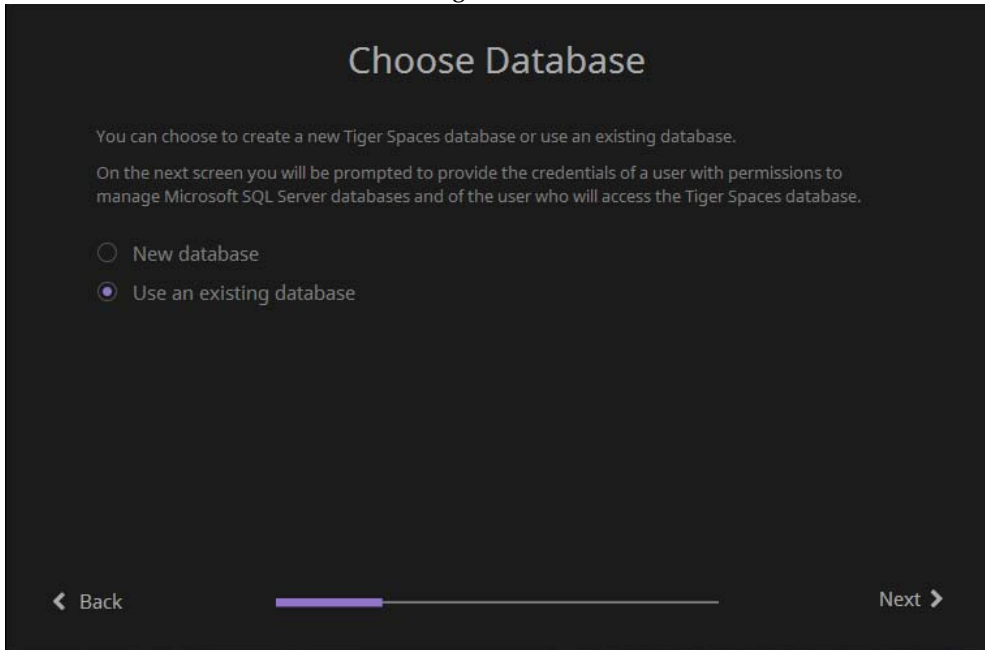 Choose Database
You can choose to create a new Tiger Spaces database or use an existing database.
On the next screen you will be prompted to provide the credentials of a user with permissions to
manage Microsoft SQL Server databases and of the user who will access the Tiger Spaces database.
New database
Use an existing database
Back
Next